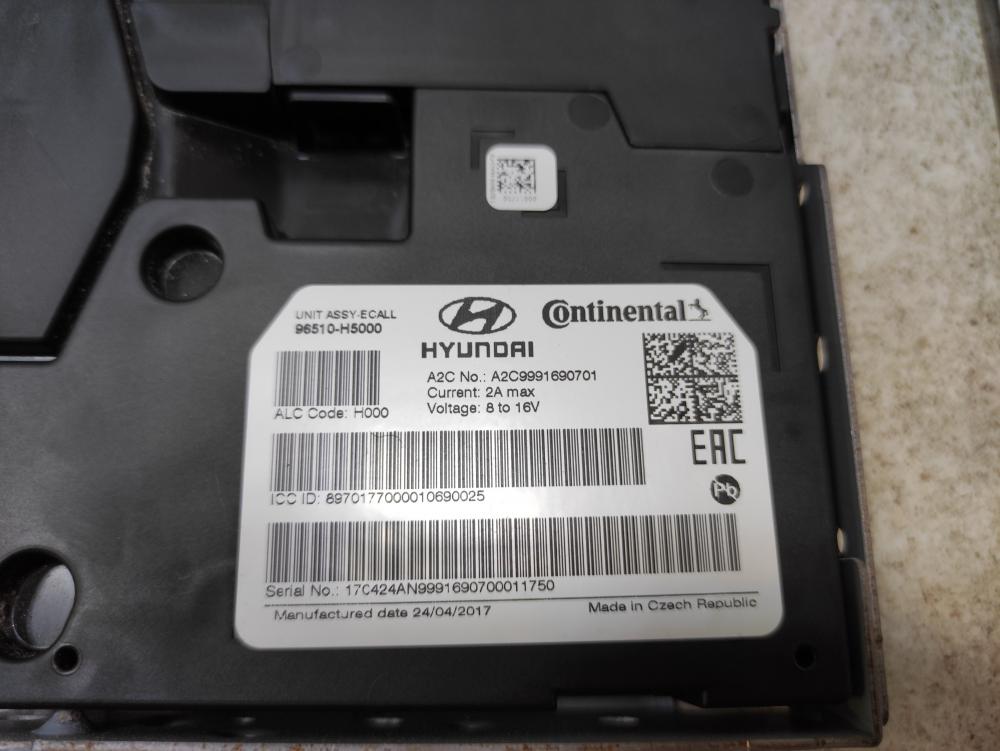 UNIT ASSY-ECALL
96510-H5000
HYUNDAI
Continental
A2C No.: A2C9991690701
Current: 2A max
Voltage: 8 to 16V
ALC Code: H000
EAC
Pb
ICC ID: 8970177000010690025
Serial No.: 17C424AN9991690700011750
Manufactured date 24/04/2017
Made in Czech Republic